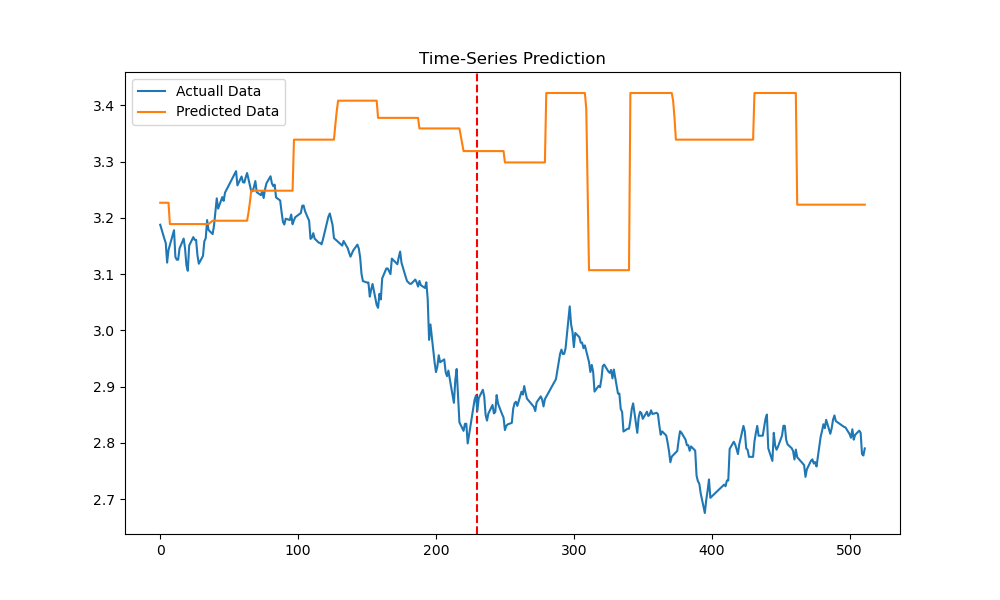 Time-Series Prediction
Actuall Data
Predicted Data
3.4
3.3
3.2
3.1
3.0
2.9
2.8
2.7
0 100 200 300 400 500